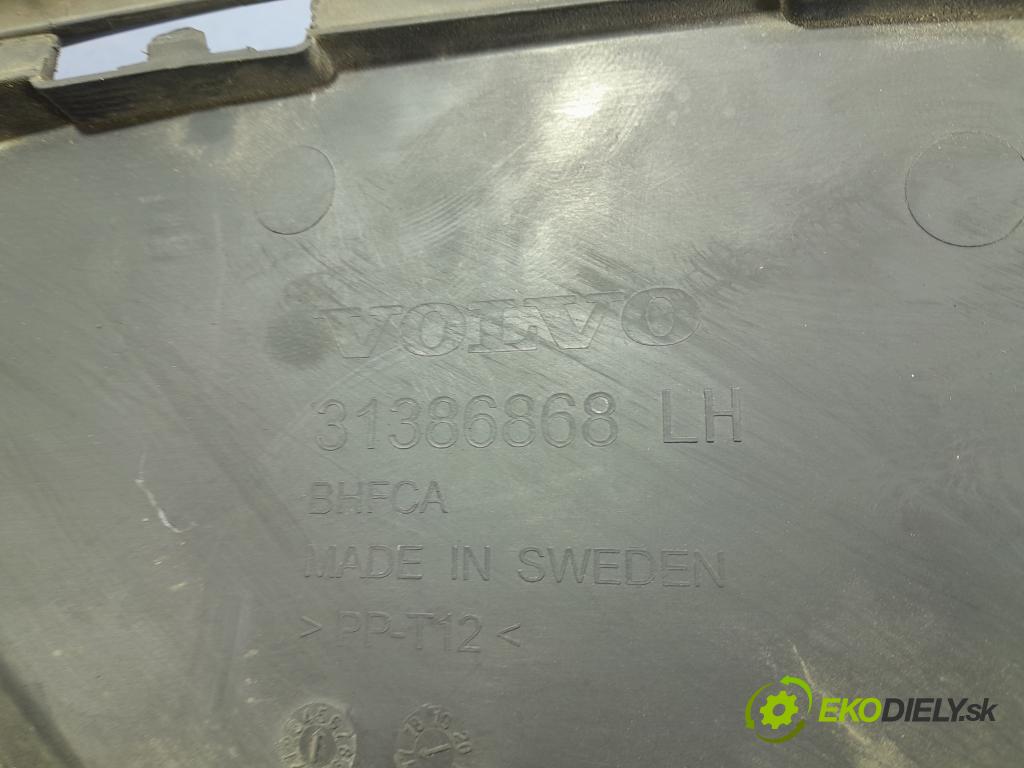 VOLVO
31386868 LH
BHFCA
MADE IN SWEDEN
>PP-T12<
EKODIELY.sk